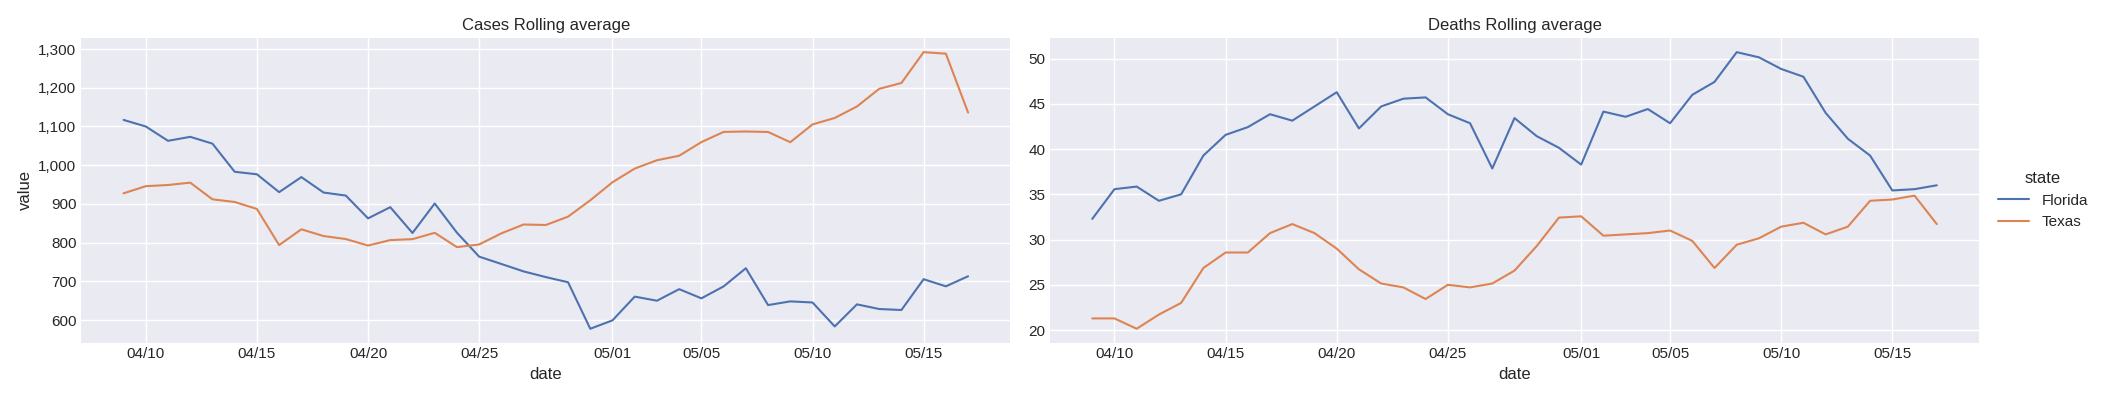 Cases Rolling average
1,300
1,200
1,100
1,000
900
800
700
600
value
04/10 04/15 04/20 04/25 05/01 05/05 05/10 05/15
date
Deaths Rolling average
50
45
40
35
30
25
20
04/10 04/15 04/20 04/25 05/01 05/05 05/10 05/15
date
state
Florida
Texas